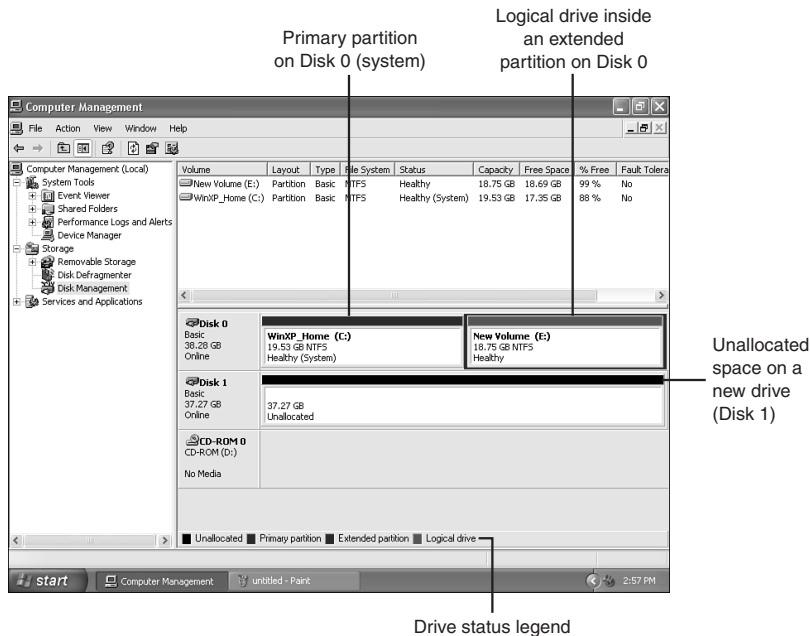 Primary partition
on Disk 0 (system)
Logical drive inside
an extended
partition on Disk 0
Computer Management
File Action View Window Help
Computer Management (Local)
System Tools
Event Viewer
Shared Folders
Performance Logs and Alerts
Device Manager
Storage
Removable Storage
Disk Defragmenter
Disk Management
Services and Applications
Volume Layout Type File System Status Capacity Free Space % Free Fault Tolera
New Volume (E:) Partition Basic NTFS Healthy 18.75 GB 18.69 GB 99 % No
WinXP_Home (C:) Partition Basic NTFS Healthy (System) 19.53 GB 17.35 GB 88 % No
Disk 0
Basic
38.28 GB
Online
WinXP_Home (C:)
19.53 GB NTFS
Healthy (System)
New Volume (E:)
18.75 GB NTFS
Healthy
Disk 1
Basic
37.27 GB
Online
37.27 GB
Unallocated
CD-ROM 0
CD-ROM (D:)
No Media
Unallocated
space on a
new drive
(Disk 1)
Unallocated Primary partition Extended partition Logical drive
start Computer Management untitled - Paint 2:57 PM
Drive status legend